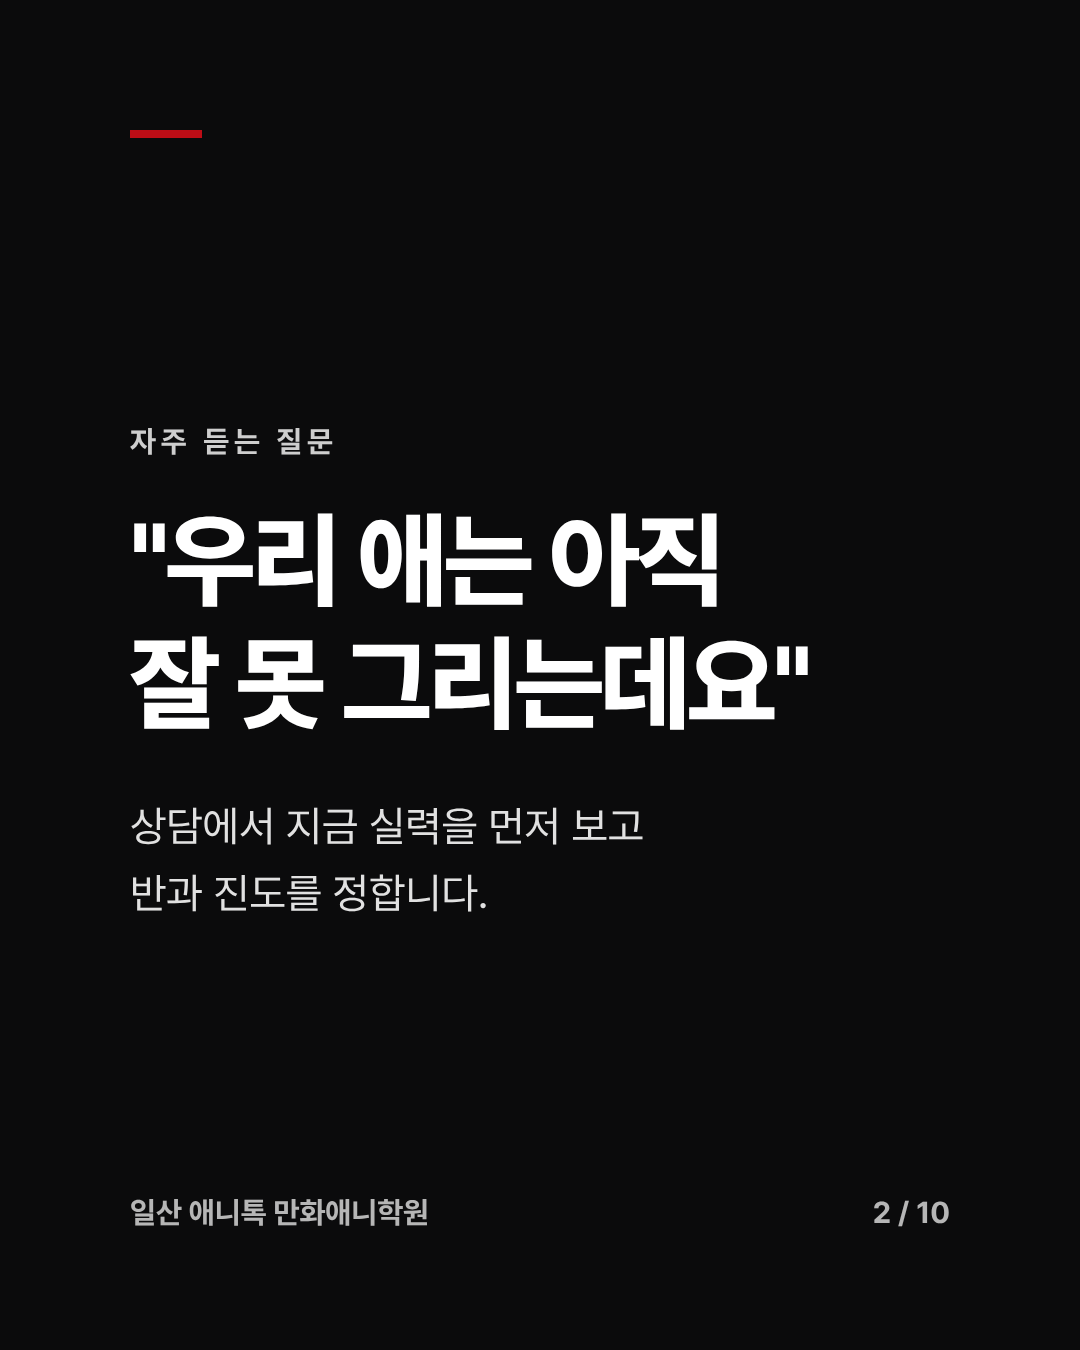 자주 듣는 질문
"우리 애는 아직
잘 못 그리는데요"
상담에서 지금 실력을 먼저 보고
반과 진도를 정합니다.
일산 애니톡 만화애니학원
2 / 10